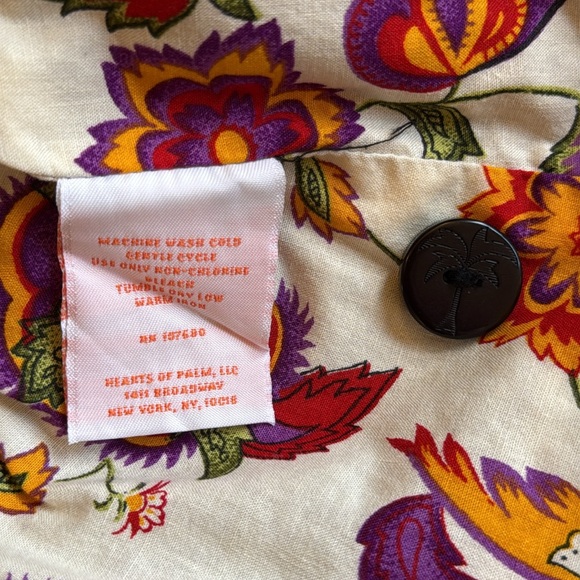 MACHINE WASH COLD
GENTLE CYCLE
USE ONLY NON-CHLORINE
BLEACH
TUMBLE DRY LOW
WARM IRON
RN 107680
HEARTS OF PALM, LLC
1411 BROADWAY
NEW YORK, NY, 10018